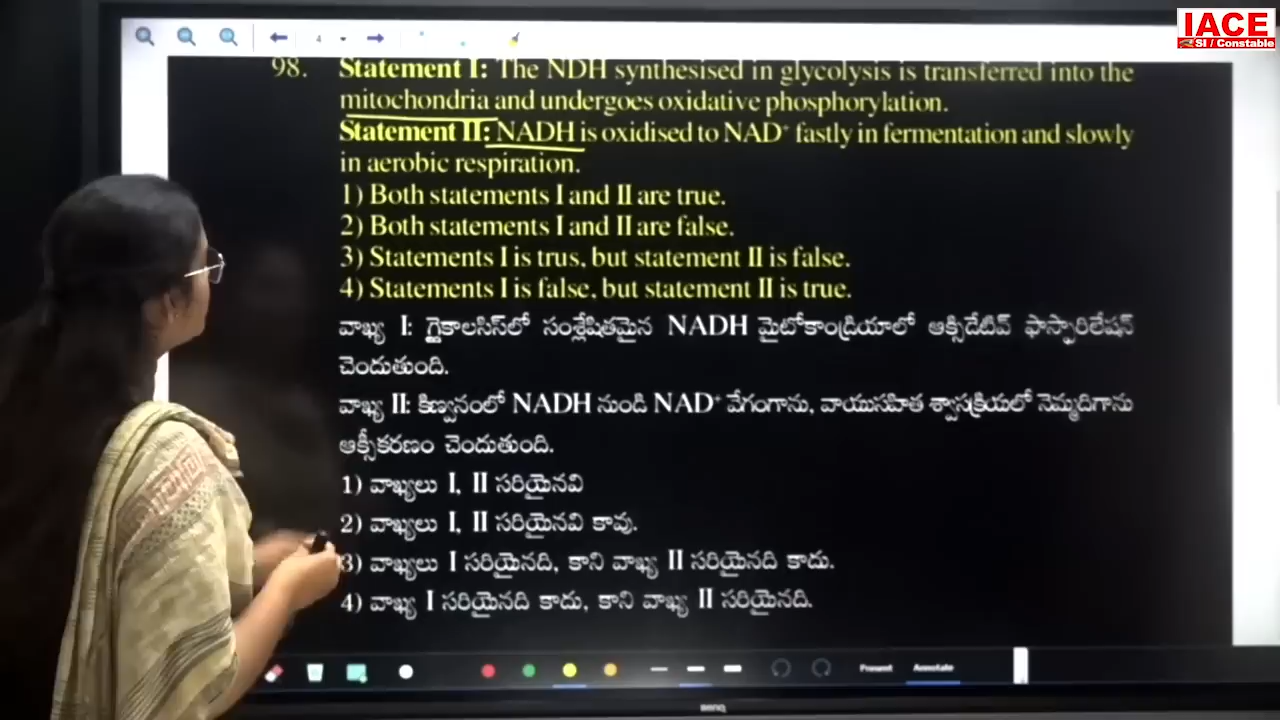 IACE
SI / Constable
4
98. Statement I: The NDH synthesised in glycolysis is transferred into the
mitochondria and undergoes oxidative phosphorylation.
Statement II: NADH is oxidised to NAD⁺ fastly in fermentation and slowly
in aerobic respiration.
1) Both statements I and II are true.
2) Both statements I and II are false.
3) Statements I is trus, but statement II is false.
4) Statements I is false, but statement II is true.
వాఖ్య I: గ్లైకాలసిస్‌లో సంశ్లేషితమైన NADH మైటోకాండ్రియాలో ఆక్సిడేటివ్ ఫాస్ఫారిలేషన్
చెందుతుంది.
వాఖ్య II: కిణ్వనంలో NADH నుండి NAD⁺ వేగంగాను, వాయుసహిత శ్వాసక్రియలో నెమ్మదిగాను
ఆక్సీకరణం చెందుతుంది.
1) వాఖ్యలు I, II సరియైనవి
2) వాఖ్యలు I, II సరియైనవి కావు.
3) వాఖ్యలు I సరియైనది, కాని వాఖ్య II సరియైనది కాదు.
4) వాఖ్య I సరియైనది కాదు, కాని వాఖ్య II సరియైనది.
Present Annotate
BenQ